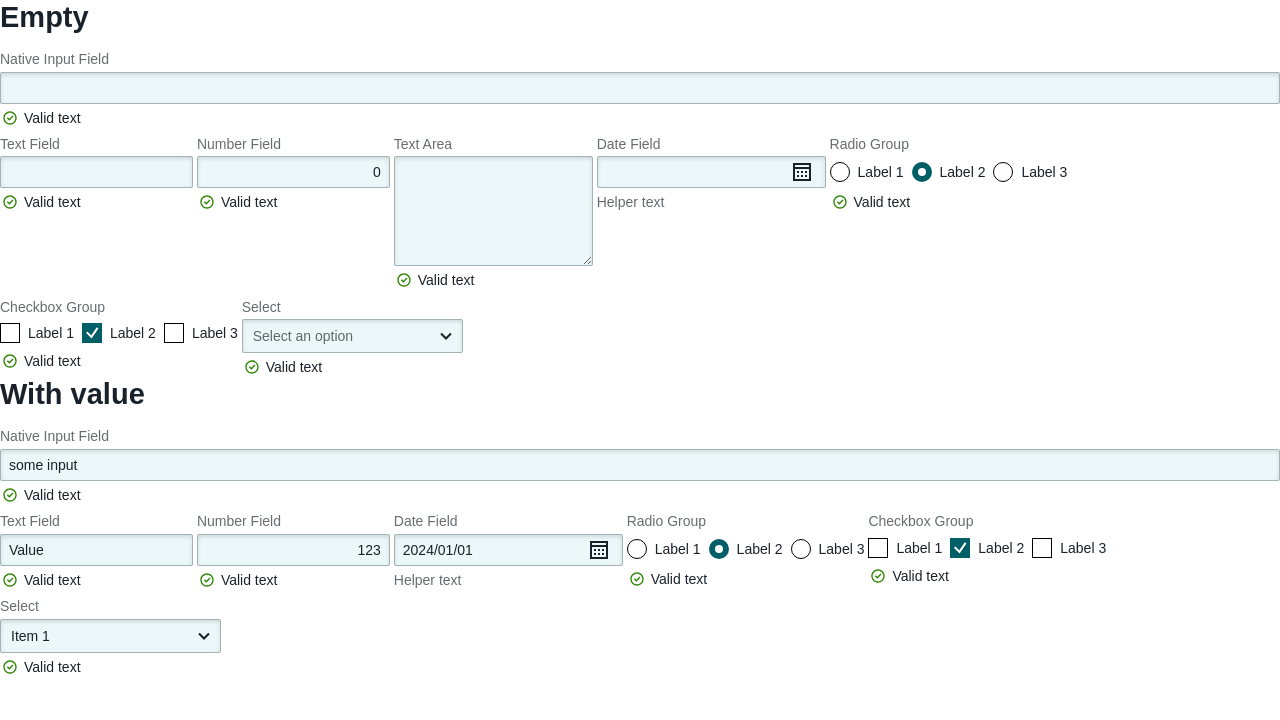 Empty
Native Input Field
Valid text
Text Field Number Field Text Area Date Field Radio Group
0 Label 1 Label 2 Label 3
Valid text Valid text Helper text Valid text
Valid text
Checkbox Group Select
Label 1 Label 2 Label 3 Select an option
Valid text Valid text
With value
Native Input Field
some input
Valid text
Text Field Number Field Date Field Radio Group Checkbox Group
Value 123 2024/01/01 Label 1 Label 2 Label 3 Label 1 Label 2 Label 3
Valid text Valid text Helper text Valid text Valid text
Select
Item 1
Valid text